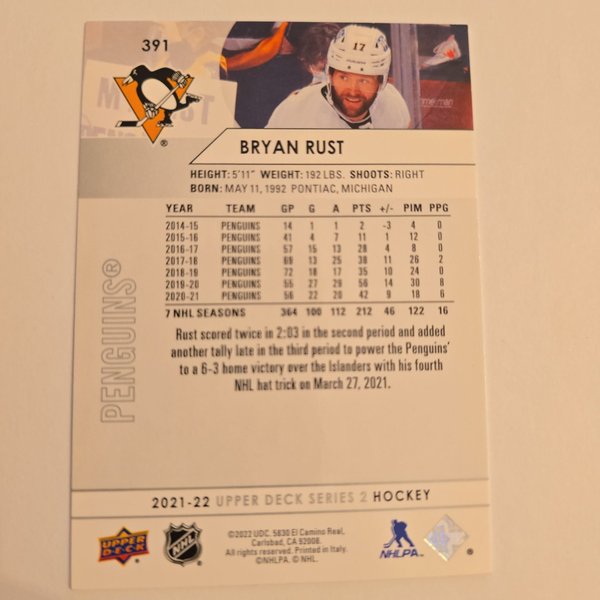 391
17
BRYAN RUST
HEIGHT: 5'11" WEIGHT: 192 LBS. SHOOTS: RIGHT
BORN: MAY 11, 1992 PONTIAC, MICHIGAN
YEAR TEAM GP G A PTS +/- PIM PPG
2014-15 PENGUINS 14 1 1 2 -3 4 0
2015-16 PENGUINS 41 4 7 11 1 12 0
2016-17 PENGUINS 57 15 13 28 4 8 0
2017-18 PENGUINS 69 13 25 38 11 26 2
2018-19 PENGUINS 72 18 17 35 10 24 0
2019-20 PENGUINS 55 27 29 56 14 30 8
2020-21 PENGUINS 56 22 20 42 9 18 6
7 NHL SEASONS 364 100 112 212 46 122 16
PENGUINS®
Rust scored twice in 2:03 in the second period and added
another tally late in the third period to power the Penguins'
to a 6-3 home victory over the Islanders with his fourth
NHL hat trick on March 27, 2021.
2021-22 UPPER DECK SERIES 2 HOCKEY
UPPER DECK
NHL
©2022 UDC. 5830 El Camino Real,
Carlsbad, CA 92008.
All rights reserved. Printed in Italy.
©NHLPA. © NHL.
NHLPA
®